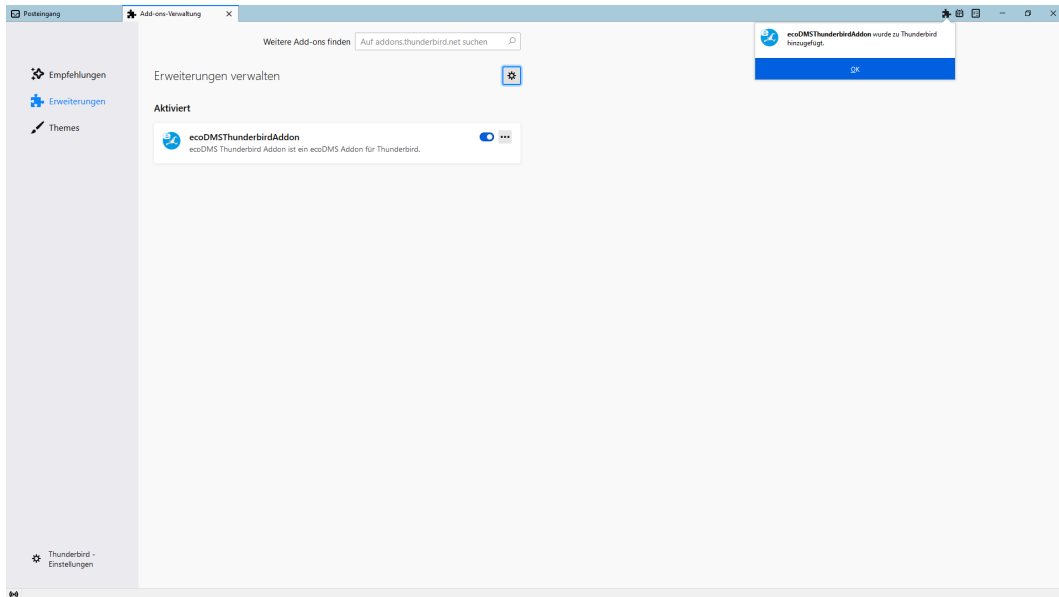 Posteingang
Add-ons-Verwaltung
Weitere Add-ons finden
Auf addons.thunderbird.net suchen
ecoDMSThunderbirdAddon wurde zu Thunderbird
hinzugefügt.
OK
Empfehlungen
Erweiterungen
Themes
Erweiterungen verwalten
Aktiviert
ecoDMSThunderbirdAddon
ecoDMS Thunderbird Addon ist ein ecoDMS Addon für Thunderbird.
Thunderbird -
Einstellungen